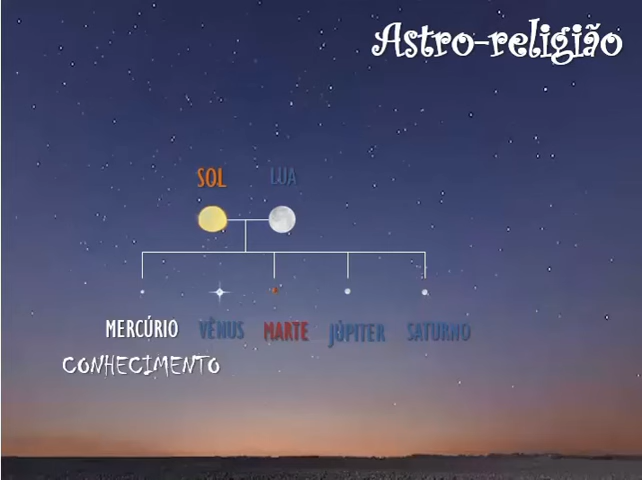 Astro-religião
SOL LUA
MERCÚRIO VÊNUS MARTE JÚPITER SATURNO
CONHECIMENTO